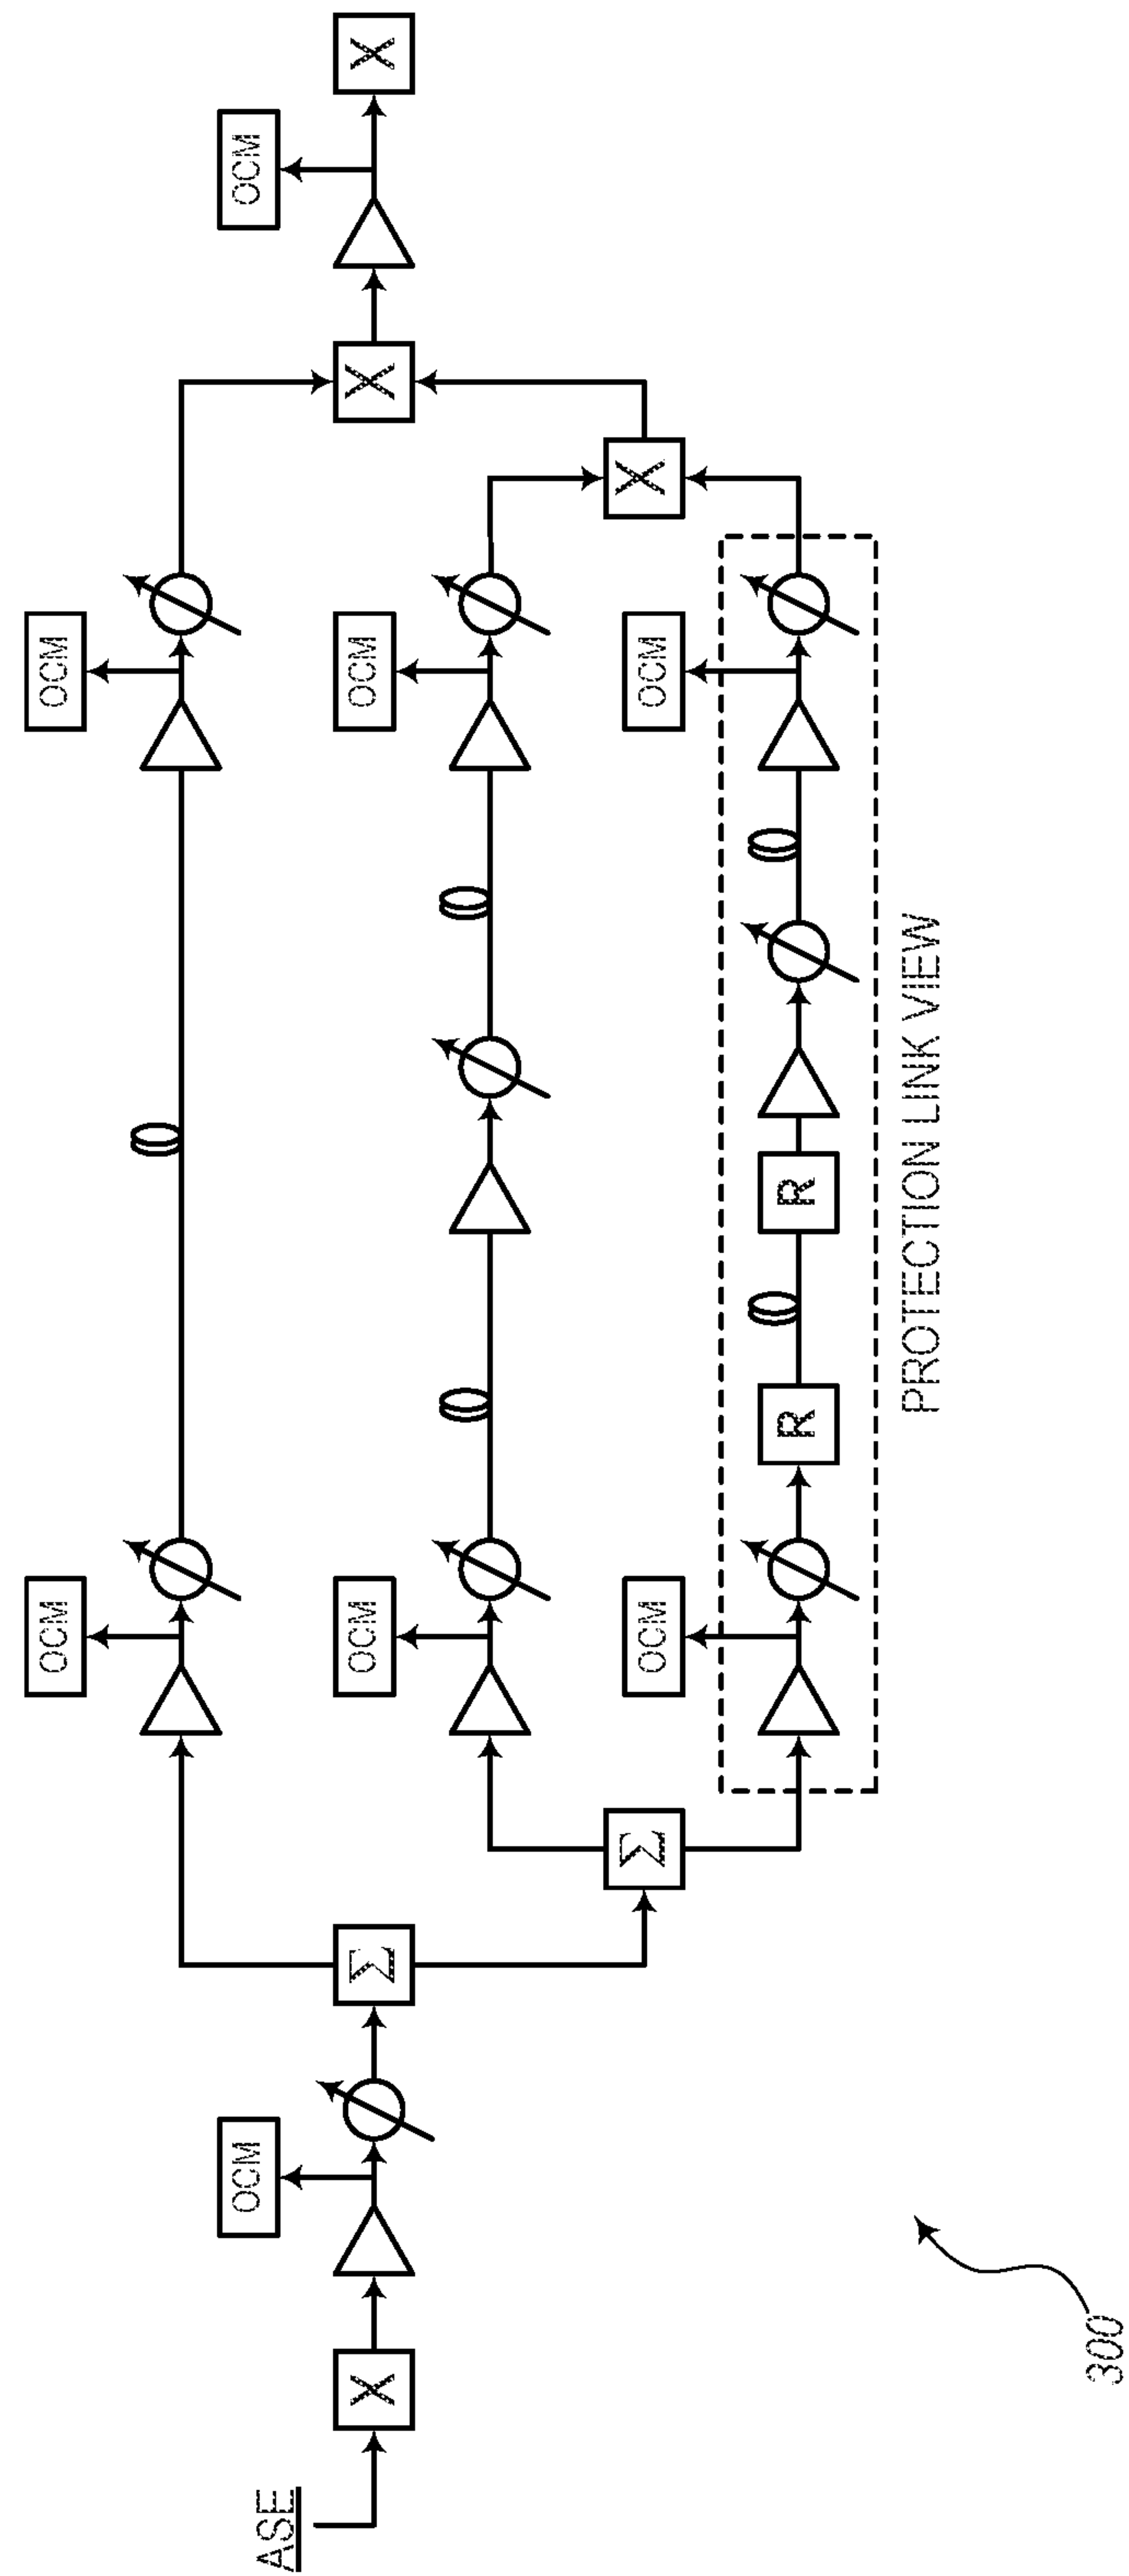 OCM
OCM
OCM
OCM
ASE
OCM
OCM
X
Σ
X
X
Σ
X
OCM
OCM
R
R
PROTECTION LINK VIEW
300